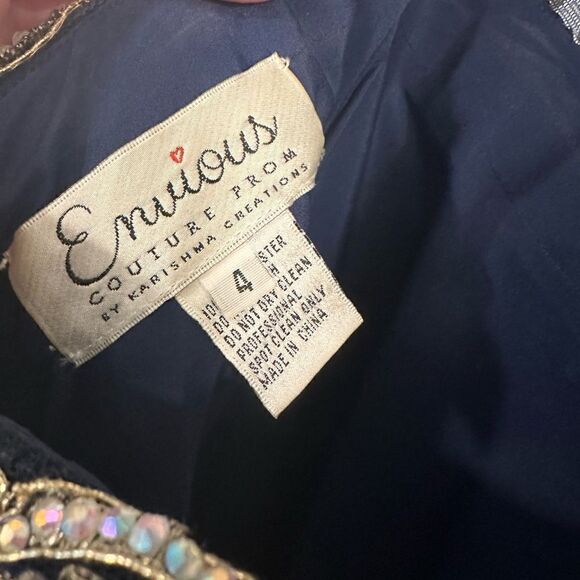 Envious
COUTURE PROM
BY KARISHMA CREATIONS
4
DO NOT DRY CLEAN
PROFESSIONAL
SPOT CLEAN ONLY
MADE IN CHINA